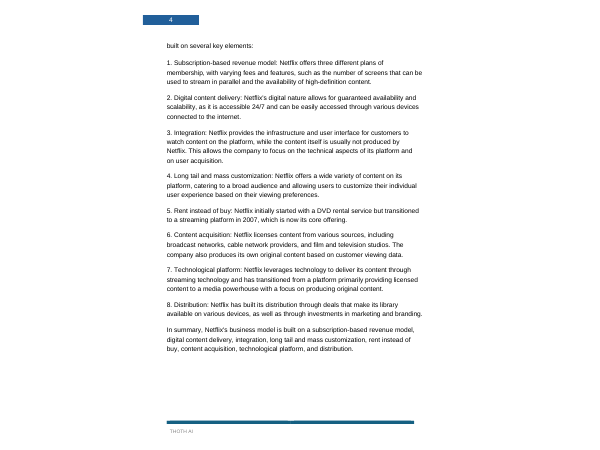 4
built on several key elements:
1. Subscription-based revenue model: Netflix offers three different plans of
membership, with varying fees and features, such as the number of screens that can be
used to stream in parallel and the availability of high-definition content.
2. Digital content delivery: Netflix's digital nature allows for guaranteed availability and
scalability, as it is accessible 24/7 and can be easily accessed through various devices
connected to the internet.
3. Integration: Netflix provides the infrastructure and user interface for customers to
watch content on the platform, while the content itself is usually not produced by
Netflix. This allows the company to focus on the technical aspects of its platform and
on user acquisition.
4. Long tail and mass customization: Netflix offers a wide variety of content on its
platform, catering to a broad audience and allowing users to customize their individual
user experience based on their viewing preferences.
5. Rent instead of buy: Netflix initially started with a DVD rental service but transitioned
to a streaming platform in 2007, which is now its core offering.
6. Content acquisition: Netflix licenses content from various sources, including
broadcast networks, cable network providers, and film and television studios. The
company also produces its own original content based on customer viewing data.
7. Technological platform: Netflix leverages technology to deliver its content through
streaming technology and has transitioned from a platform primarily providing licensed
content to a media powerhouse with a focus on producing original content.
8. Distribution: Netflix has built its distribution through deals that make its library
available on various devices, as well as through investments in marketing and branding.
In summary, Netflix's business model is built on a subscription-based revenue model,
digital content delivery, integration, long tail and mass customization, rent instead of
buy, content acquisition, technological platform, and distribution.
THOTH AI